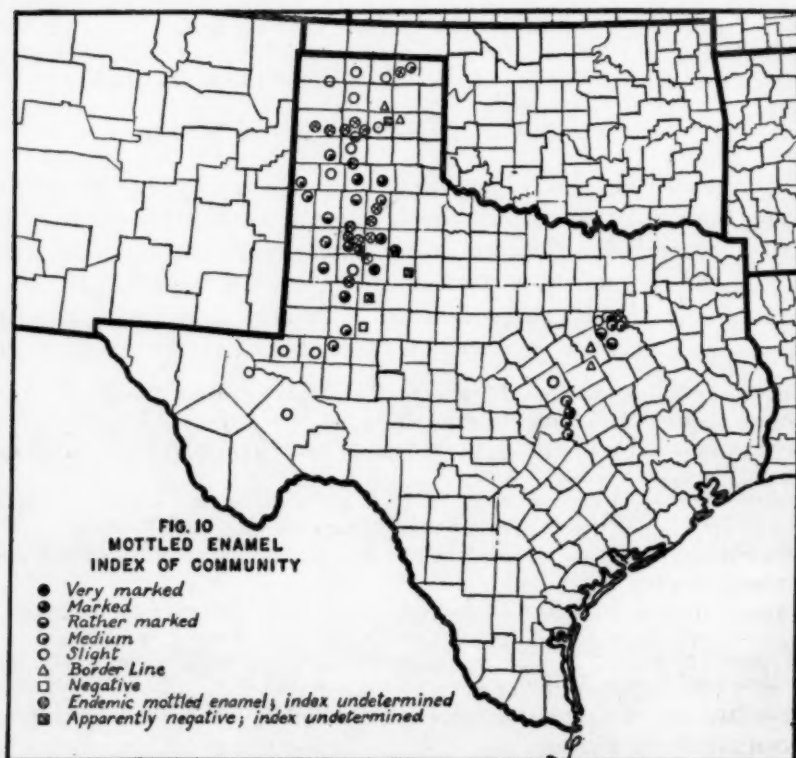 FIG. 10
MOTTLED ENAMEL
INDEX OF COMMUNITY
Very marked
Marked
Rather marked
Medium
Slight
Border Line
Negative
Endemic mottled enamel; index undetermined
Apparently negative; index undetermined